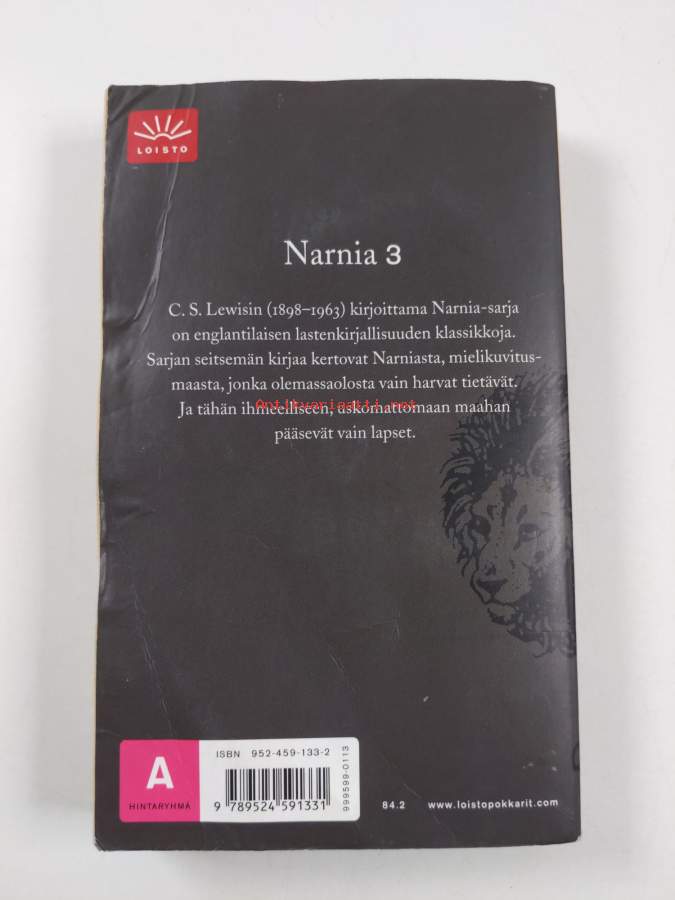 LOISTO
Narnia 3
C. S. Lewisin (1898–1963) kirjoittama Narnia-sarja
on englantilaisen lastenkirjallisuuden klassikkoja.
Sarjan seitsemän kirjaa kertovat Narniasta, mielikuvitus-
maasta, jonka olemassaolosta vain harvat tietävät.
Antikvariaatti.net
Ja tähän ihmeelliseen, uskomattomaan maahan
pääsevät vain lapset.
A
HINTARYHMÄ
ISBN 952-459-133-2
9 789524 591331
999599-0113
84.2 www.loistopokkarit.com